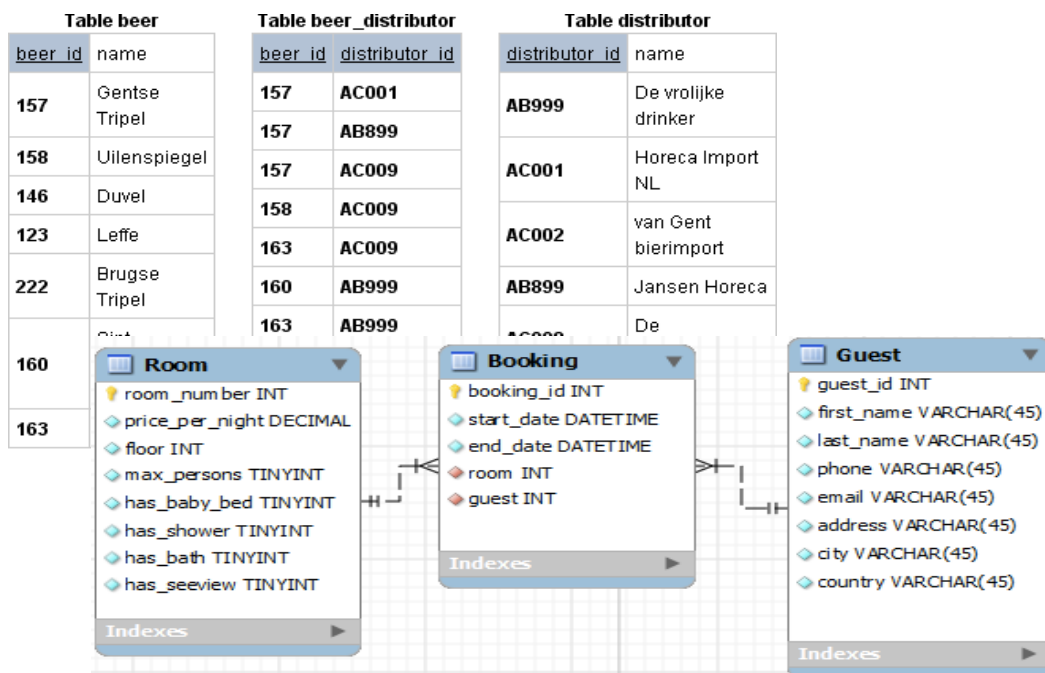 Table beer
beer_id name
157 Gentse
Tripel
158 Uilenspiegel
146 Duvel
123 Leffe
222 Brugse
Tripel
160
163
Table beer_distributor
beer_id distributor_id
157 AC001
157 AB899
157 AC009
158 AC009
163 AC009
160 AB999
163 AB999
Table distributor
distributor_id name
AB999 De vrolijke
drinker
AC001 Horeca Import
NL
AC002 van Gent
bierimport
AB899 Jansen Horeca
De
Room
room_number INT
price_per_night DECIMAL
floor INT
max_persons TINYINT
has_baby_bed TINYINT
has_shower TINYINT
has_bath TINYINT
has_seeview TINYINT
Indexes
Booking
booking_id INT
start_date DATETIME
end_date DATETIME
room INT
guest INT
Indexes
Guest
guest_id INT
first_name VARCHAR(45)
last_name VARCHAR(45)
phone VARCHAR(45)
email VARCHAR(45)
address VARCHAR(45)
city VARCHAR(45)
country VARCHAR(45)
Indexes